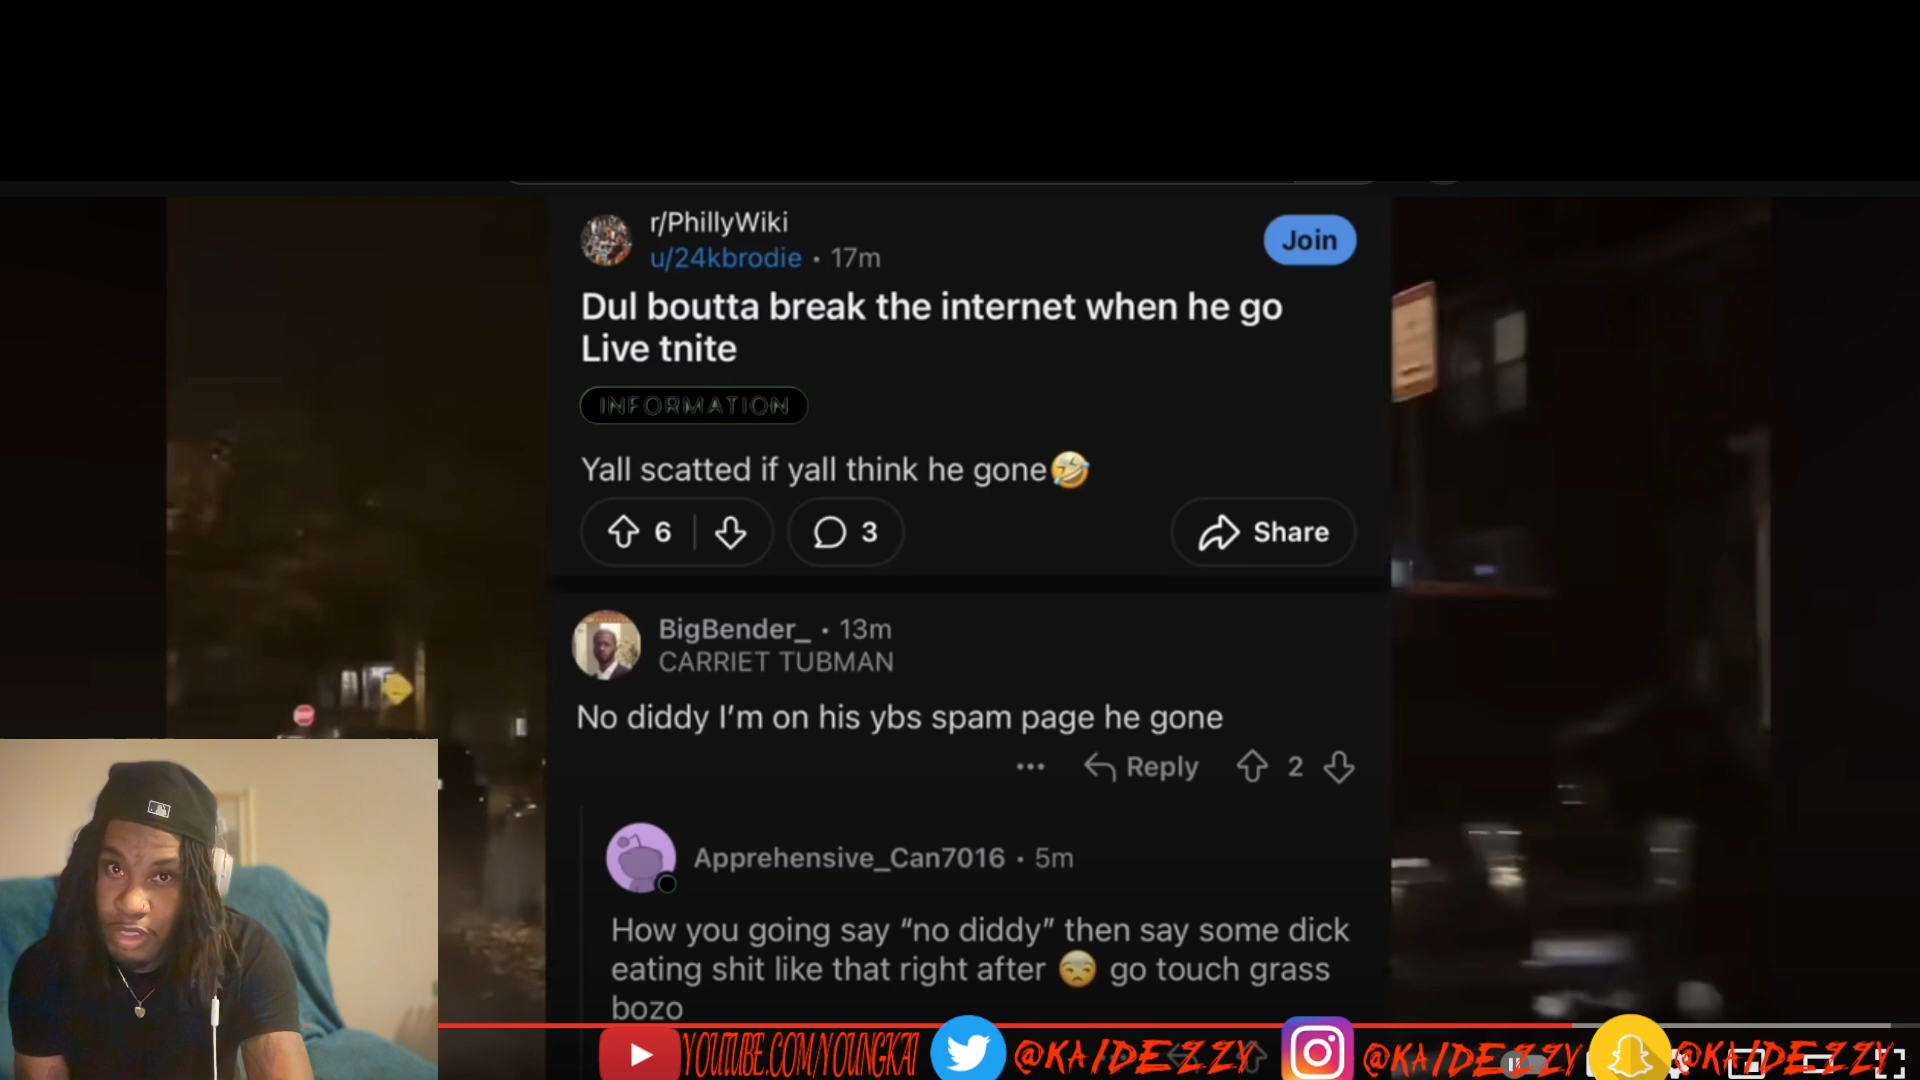 r/PhillyWiki
u/24kbrodie • 17m
Join
Dul boutta break the internet when he go
Live tnite
INFORMATION
Yall scatted if yall think he gone🤣
6
3
Share
BigBender_ • 13m
CARRIET TUBMAN
No diddy I’m on his ybs spam page he gone
Reply
2
Apprehensive_Can7016 • 5m
How you going say “no diddy” then say some dick
eating shit like that right after 😒 go touch grass
bozo
YOUTUBE.COM/YOUNGKAI
@KAIDEZZY
@KAIDEZZY
@KAIDEZZY